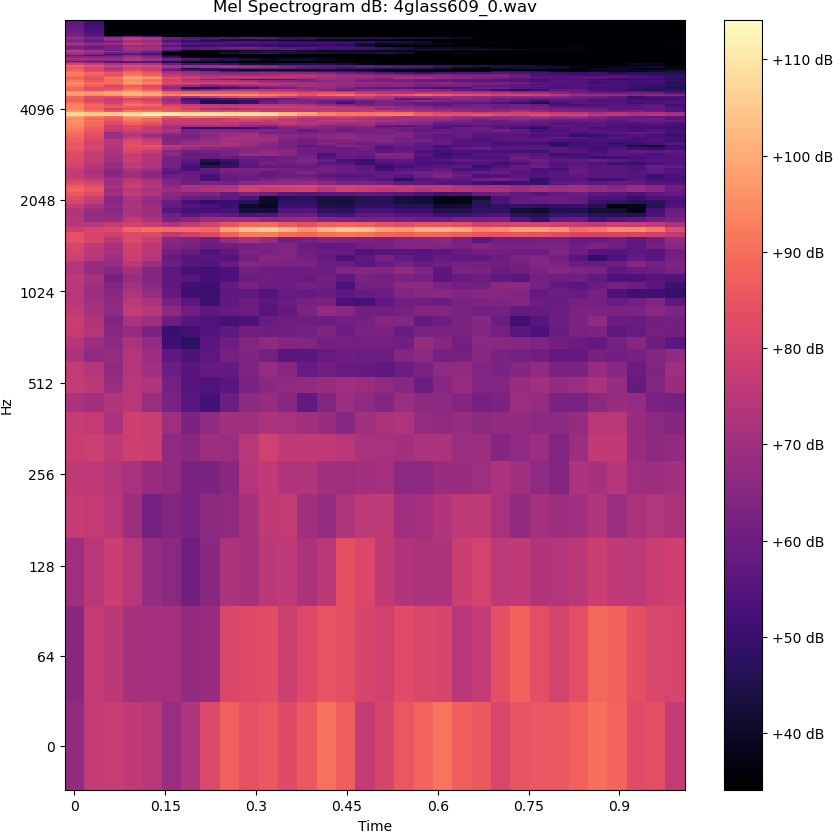 Mel Spectrogram dB: 4glass609_0.wav
+110 dB
+100 dB
+90 dB
+80 dB
+70 dB
+60 dB
+50 dB
+40 dB
4096
2048
1024
512
256
128
64
0
Hz
0
0.15
0.3
0.45
0.6
0.75
0.9
Time